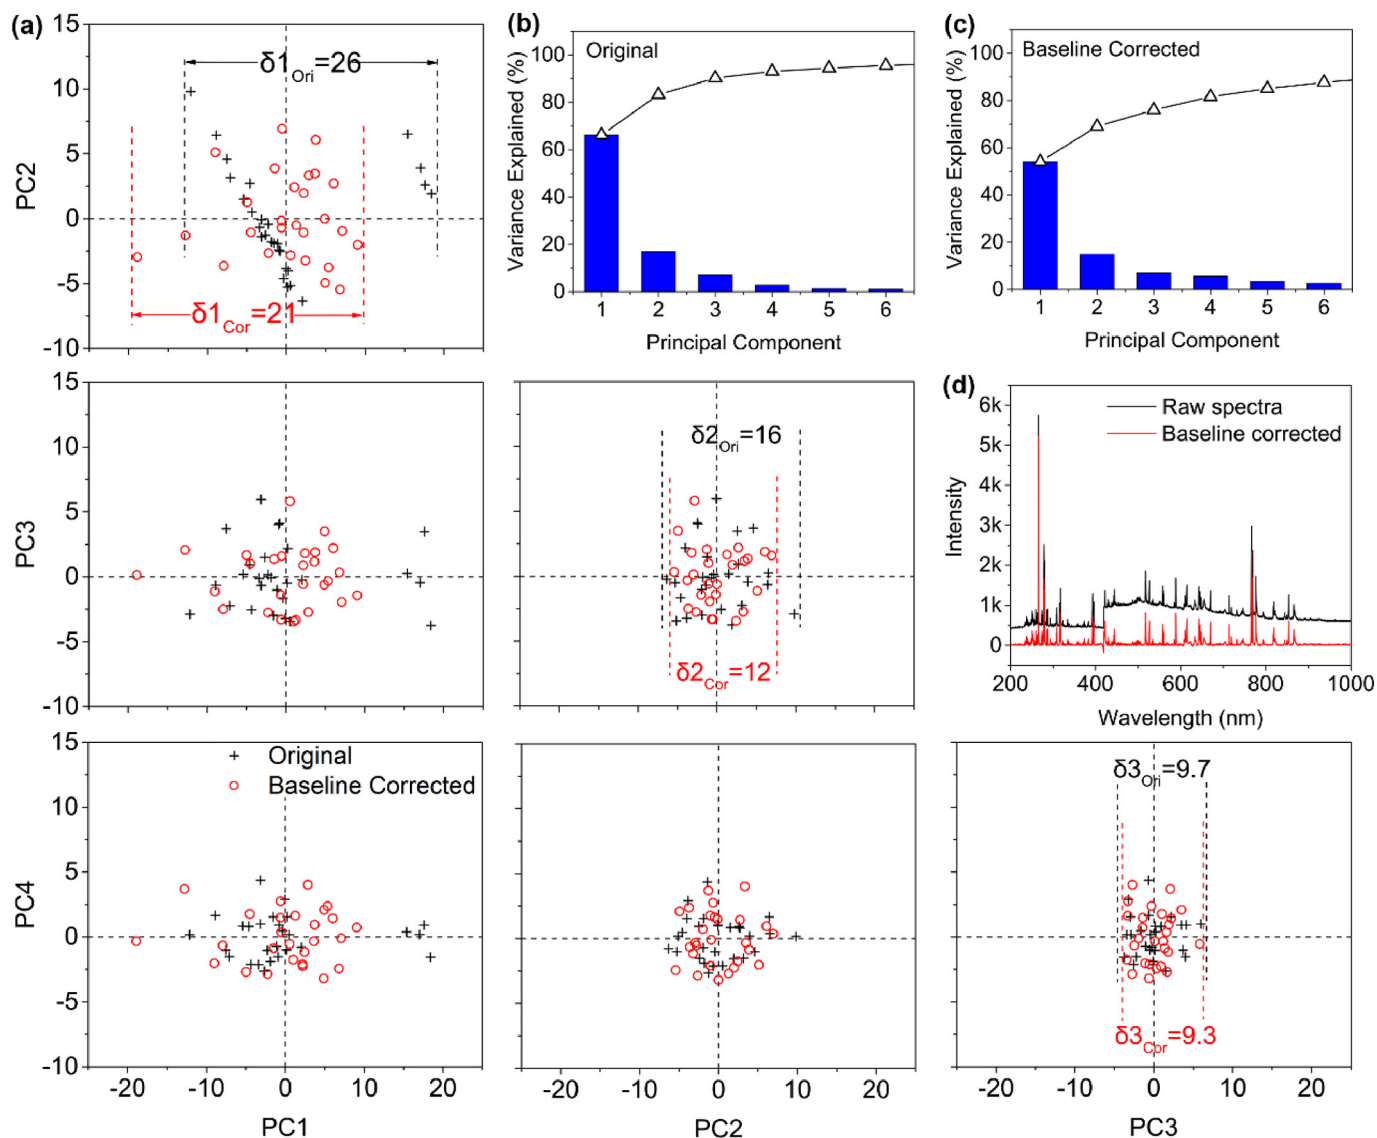 (a)
15
10
5
0
-5
-10
PC2
-20
-10
0
10
20
δ1Ori=26
δ1Cor=21
(b)
Original
100
80
60
40
20
0
Variance Explained (%)
1 2 3 4 5 6
Principal Component
(c)
Baseline Corrected
100
80
60
40
20
0
Variance Explained (%)
1 2 3 4 5 6
Principal Component
15
10
5
0
-5
-10
PC3
δ2Ori=16
δ2Cor=12
(d)
Raw spectra
Baseline corrected
6k
5k
4k
3k
2k
1k
0
Intensity
200 400 600 800 1000
Wavelength (nm)
15
10
5
0
-5
-10
PC4
Original
Baseline Corrected
-20 -10 0 10 20
PC1
-20 -10 0 10 20
PC2
δ3Ori=9.7
δ3Cor=9.3
-20 -10 0 10 20
PC3